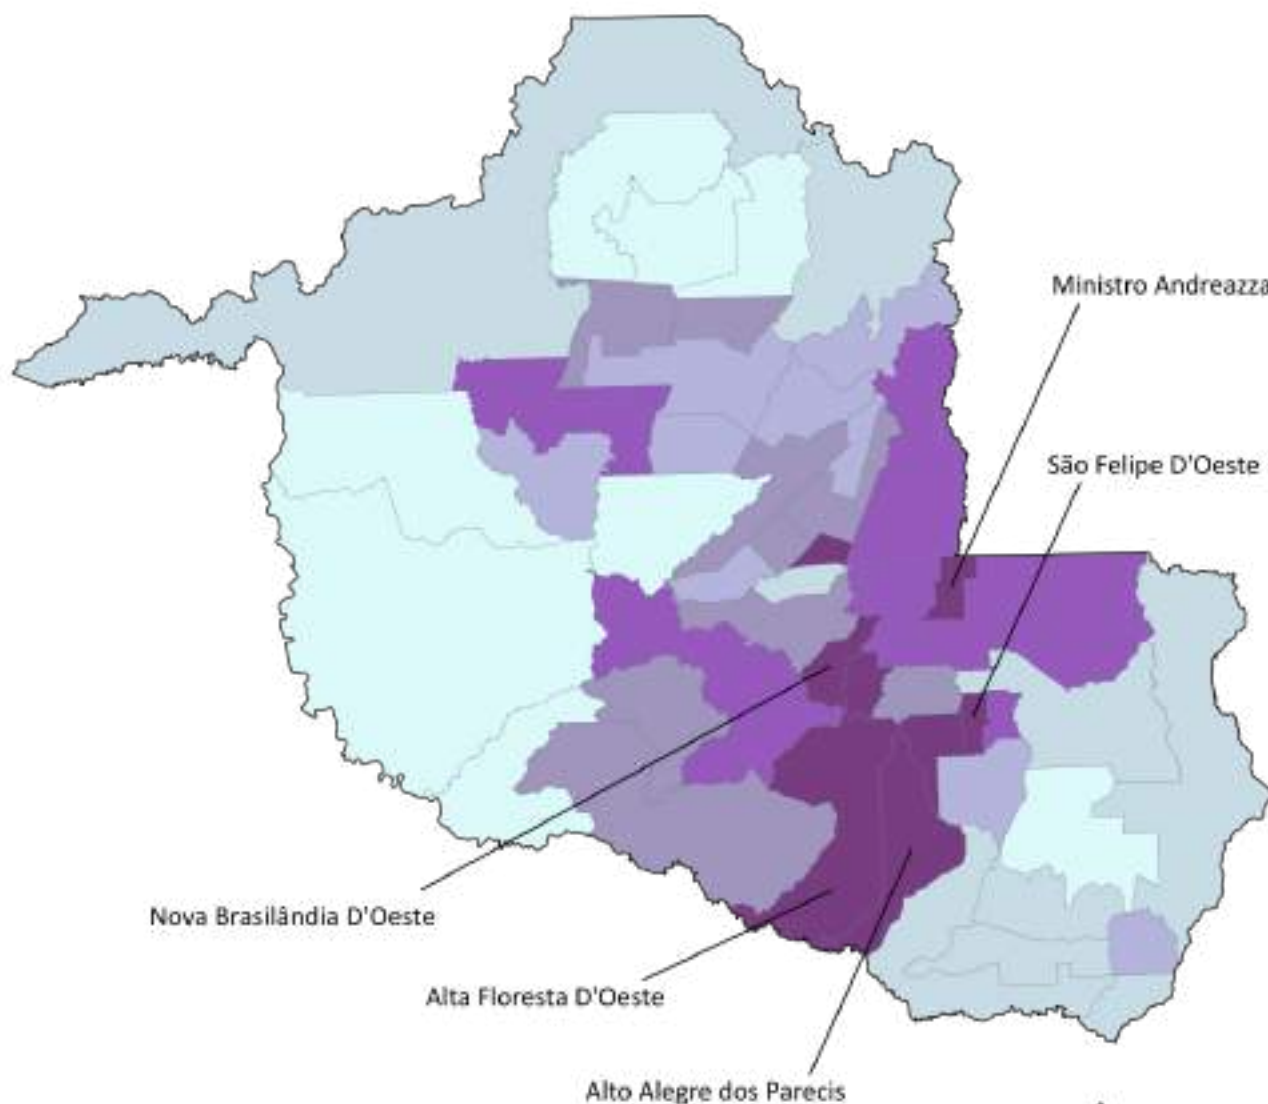 Ministro Andreazza
São Felipe D'Oeste
Nova Brasilândia D'Oeste
Alta Floresta D'Oeste
Alto Alegre dos Parecis